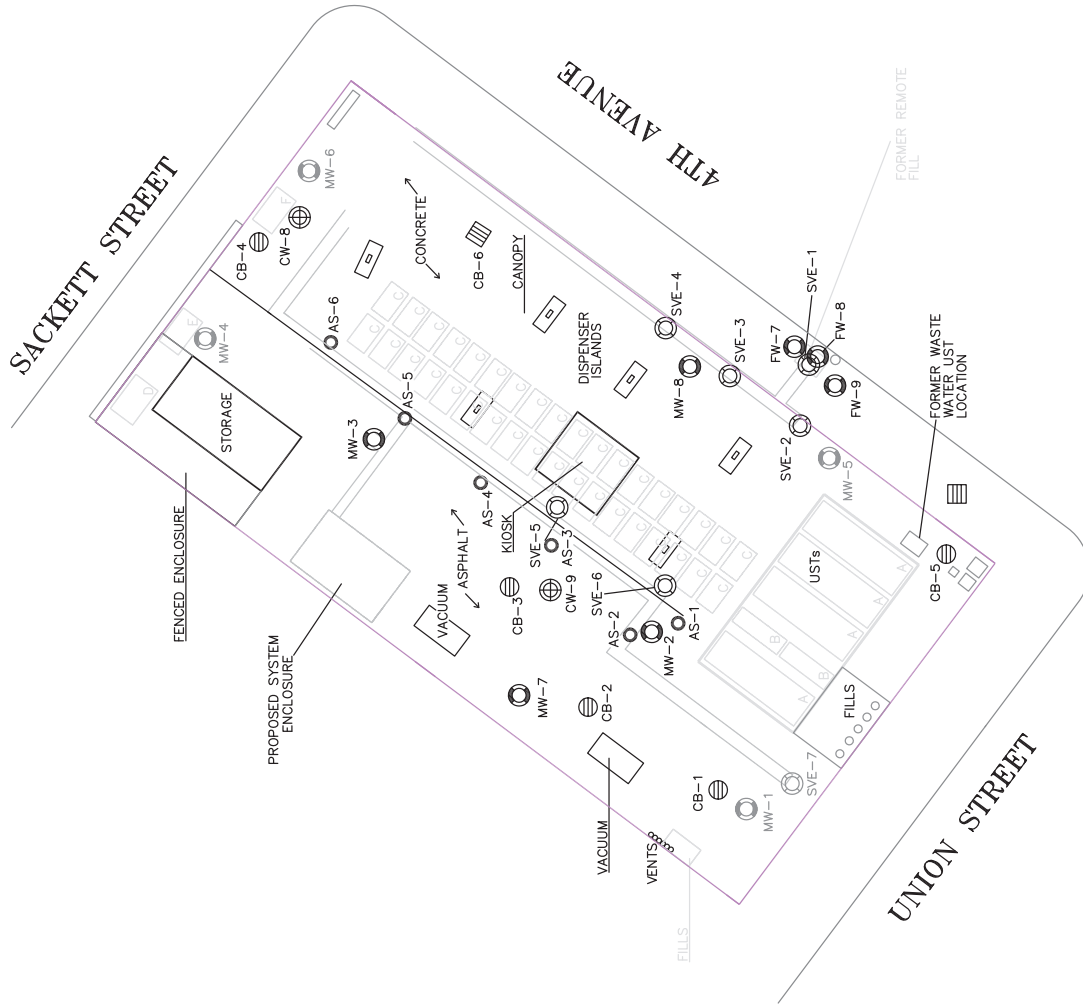 SACKETT STREET
4TH AVENUE
UNION STREET
FORMER REMOTE
FILL
MW-6
CB-4
CW-8
CONCRETE
CB-6
CANOPY
AS-6
MW-4
E
F
D
STORAGE
AS-5
MW-3
DISPENSER
ISLANDS
SVE-4
SVE-1
SVE-3
FW-7
FW-8
MW-8
FW-9
FORMER WASTE
WATER UST
LOCATION
SVE-2
MW-5
AS-4
KIOSK
SVE-5
AS-3
ASPHALT
FENCED ENCLOSURE
VACUUM
CB-3
CW-9
SVE-6
USTs
A
A
A
A
B
B
CB-5
AS-2
AS-1
MW-2
PROPOSED SYSTEM
ENCLOSURE
MW-7
CB-2
FILLS
SVE-7
CB-1
MW-1
VACUUM
VENTS
FILLS